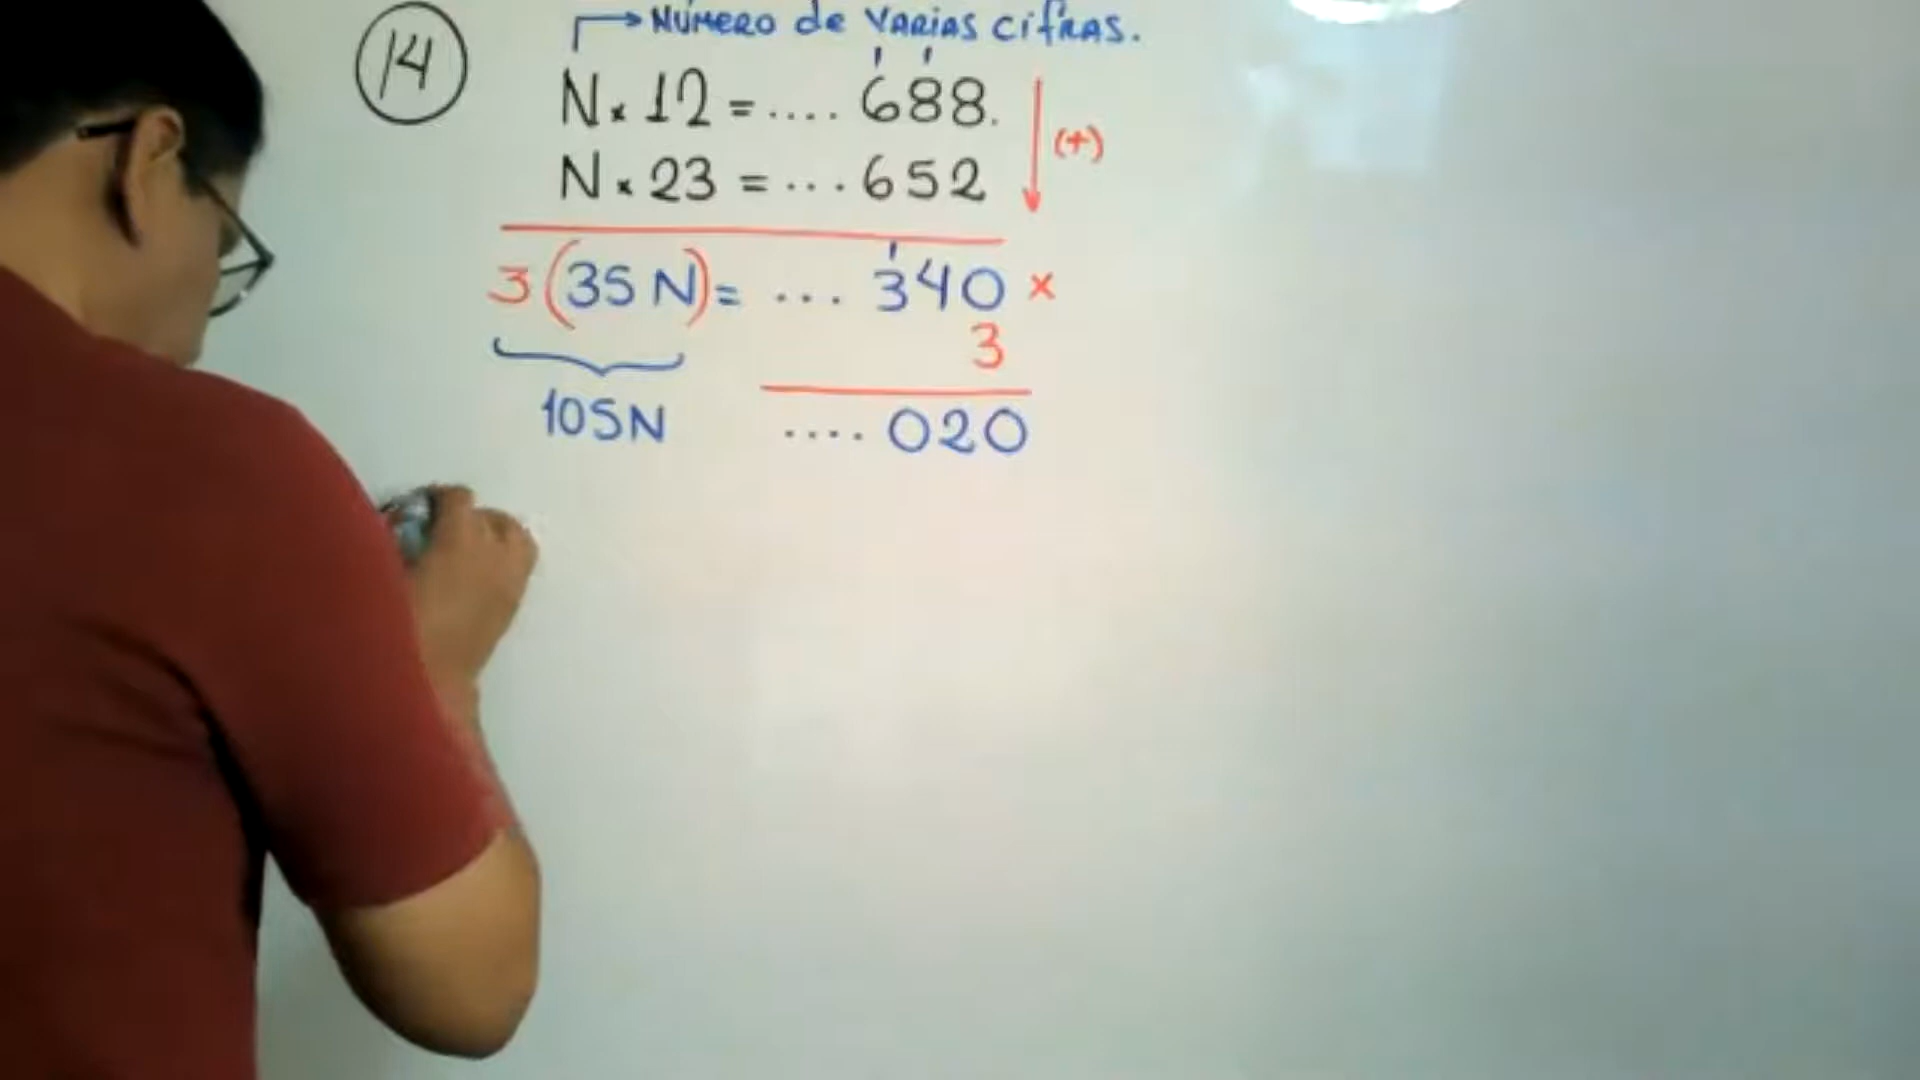 14
NÚMERO de VARIAS CIFRAS.
N × 12 = .... 688.
N × 23 = ... 652
(+)
3 (35 N) = ... 340 ×
3
105N .... 020